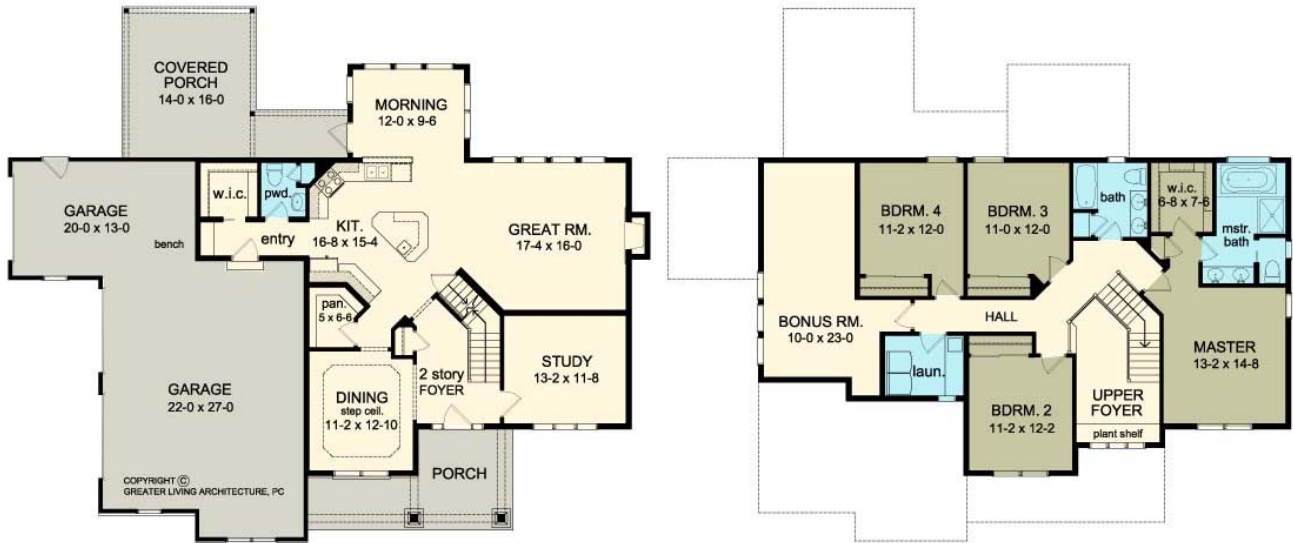 COVERED
PORCH
14-0 x 16-0
MORNING
12-0 x 9-6
GARAGE
20-0 x 13-0
bench
w.i.c.
pwd.
entry
KIT.
16-8 x 15-4
GREAT RM.
17-4 x 16-0
pan.
5 x 6-6
GARAGE
22-0 x 27-0
DINING
step ceil.
11-2 x 12-10
2 story
FOYER
STUDY
13-2 x 11-8
PORCH
COPYRIGHT ©
GREATER LIVING ARCHITECTURE, PC
BDRM. 4
11-2 x 12-0
BDRM. 3
11-0 x 12-0
bath
w.i.c.
6-8 x 7-6
mstr.
bath
BONUS RM.
10-0 x 23-0
HALL
laun.
BDRM. 2
11-2 x 12-2
UPPER
FOYER
plant shelf
MASTER
13-2 x 14-8